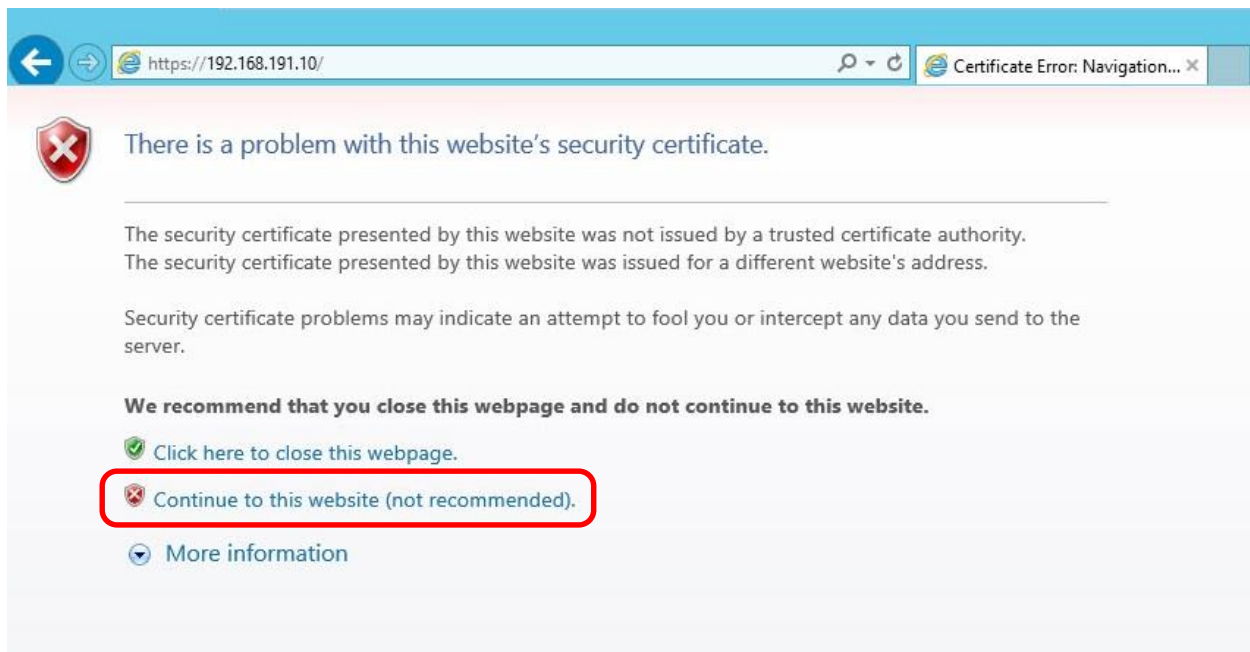 https://192.168.191.10/
Certificate Error: Navigation...
There is a problem with this website's security certificate.
The security certificate presented by this website was not issued by a trusted certificate authority.
The security certificate presented by this website was issued for a different website's address.
Security certificate problems may indicate an attempt to fool you or intercept any data you send to the
server.
We recommend that you close this webpage and do not continue to this website.
Click here to close this webpage.
Continue to this website (not recommended).
More information